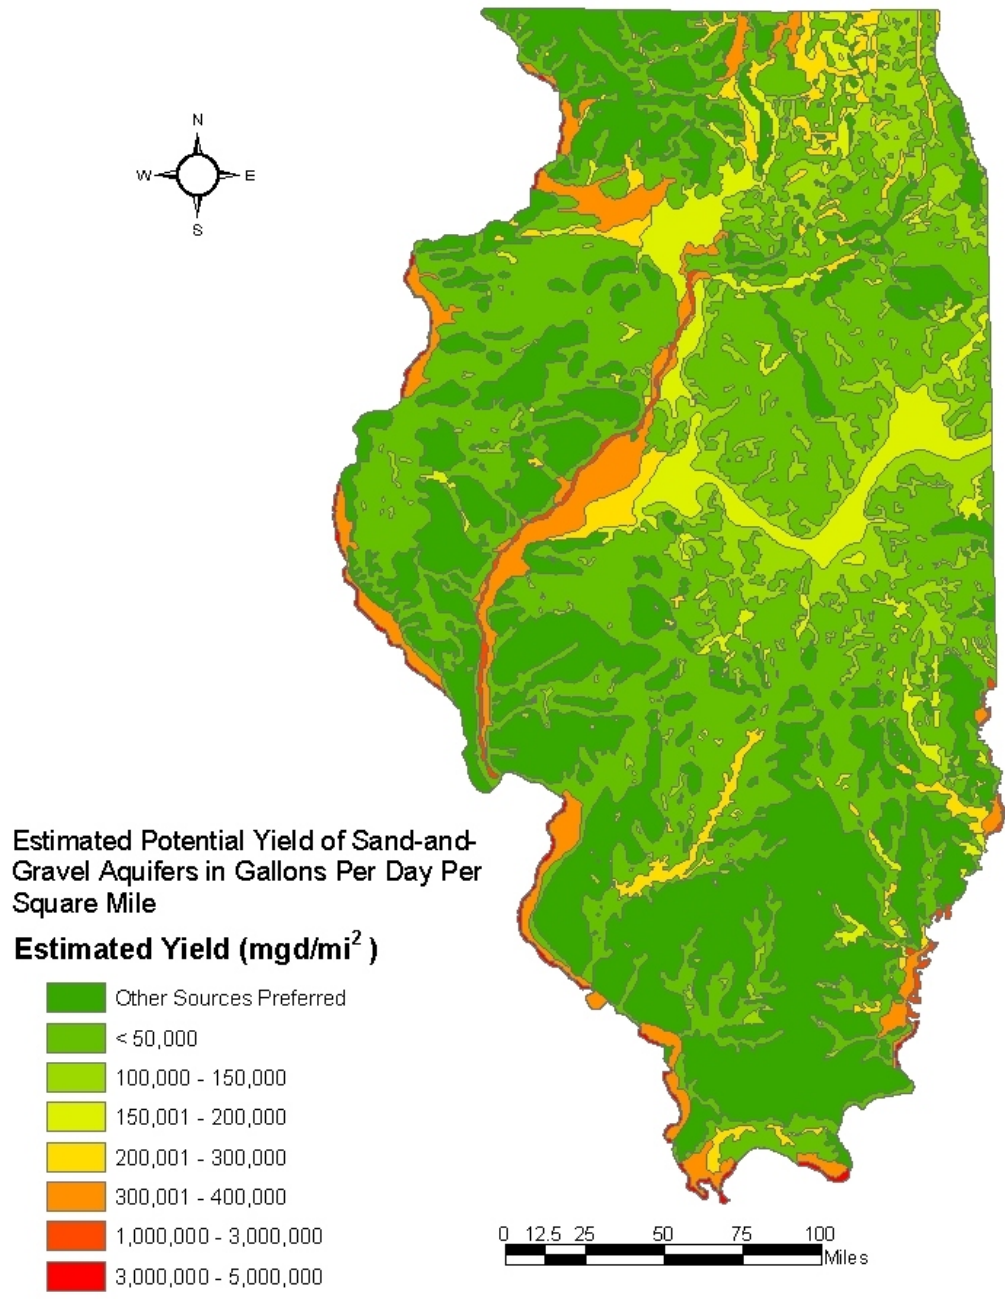 N
W
E
S
Estimated Potential Yield of Sand-and-
Gravel Aquifers in Gallons Per Day Per
Square Mile
Estimated Yield (mgd/mi² )
Other Sources Preferred
< 50,000
100,000 - 150,000
150,001 - 200,000
200,001 - 300,000
300,001 - 400,000
1,000,000 - 3,000,000
3,000,000 - 5,000,000
0 12.5 25 50 75 100
Miles